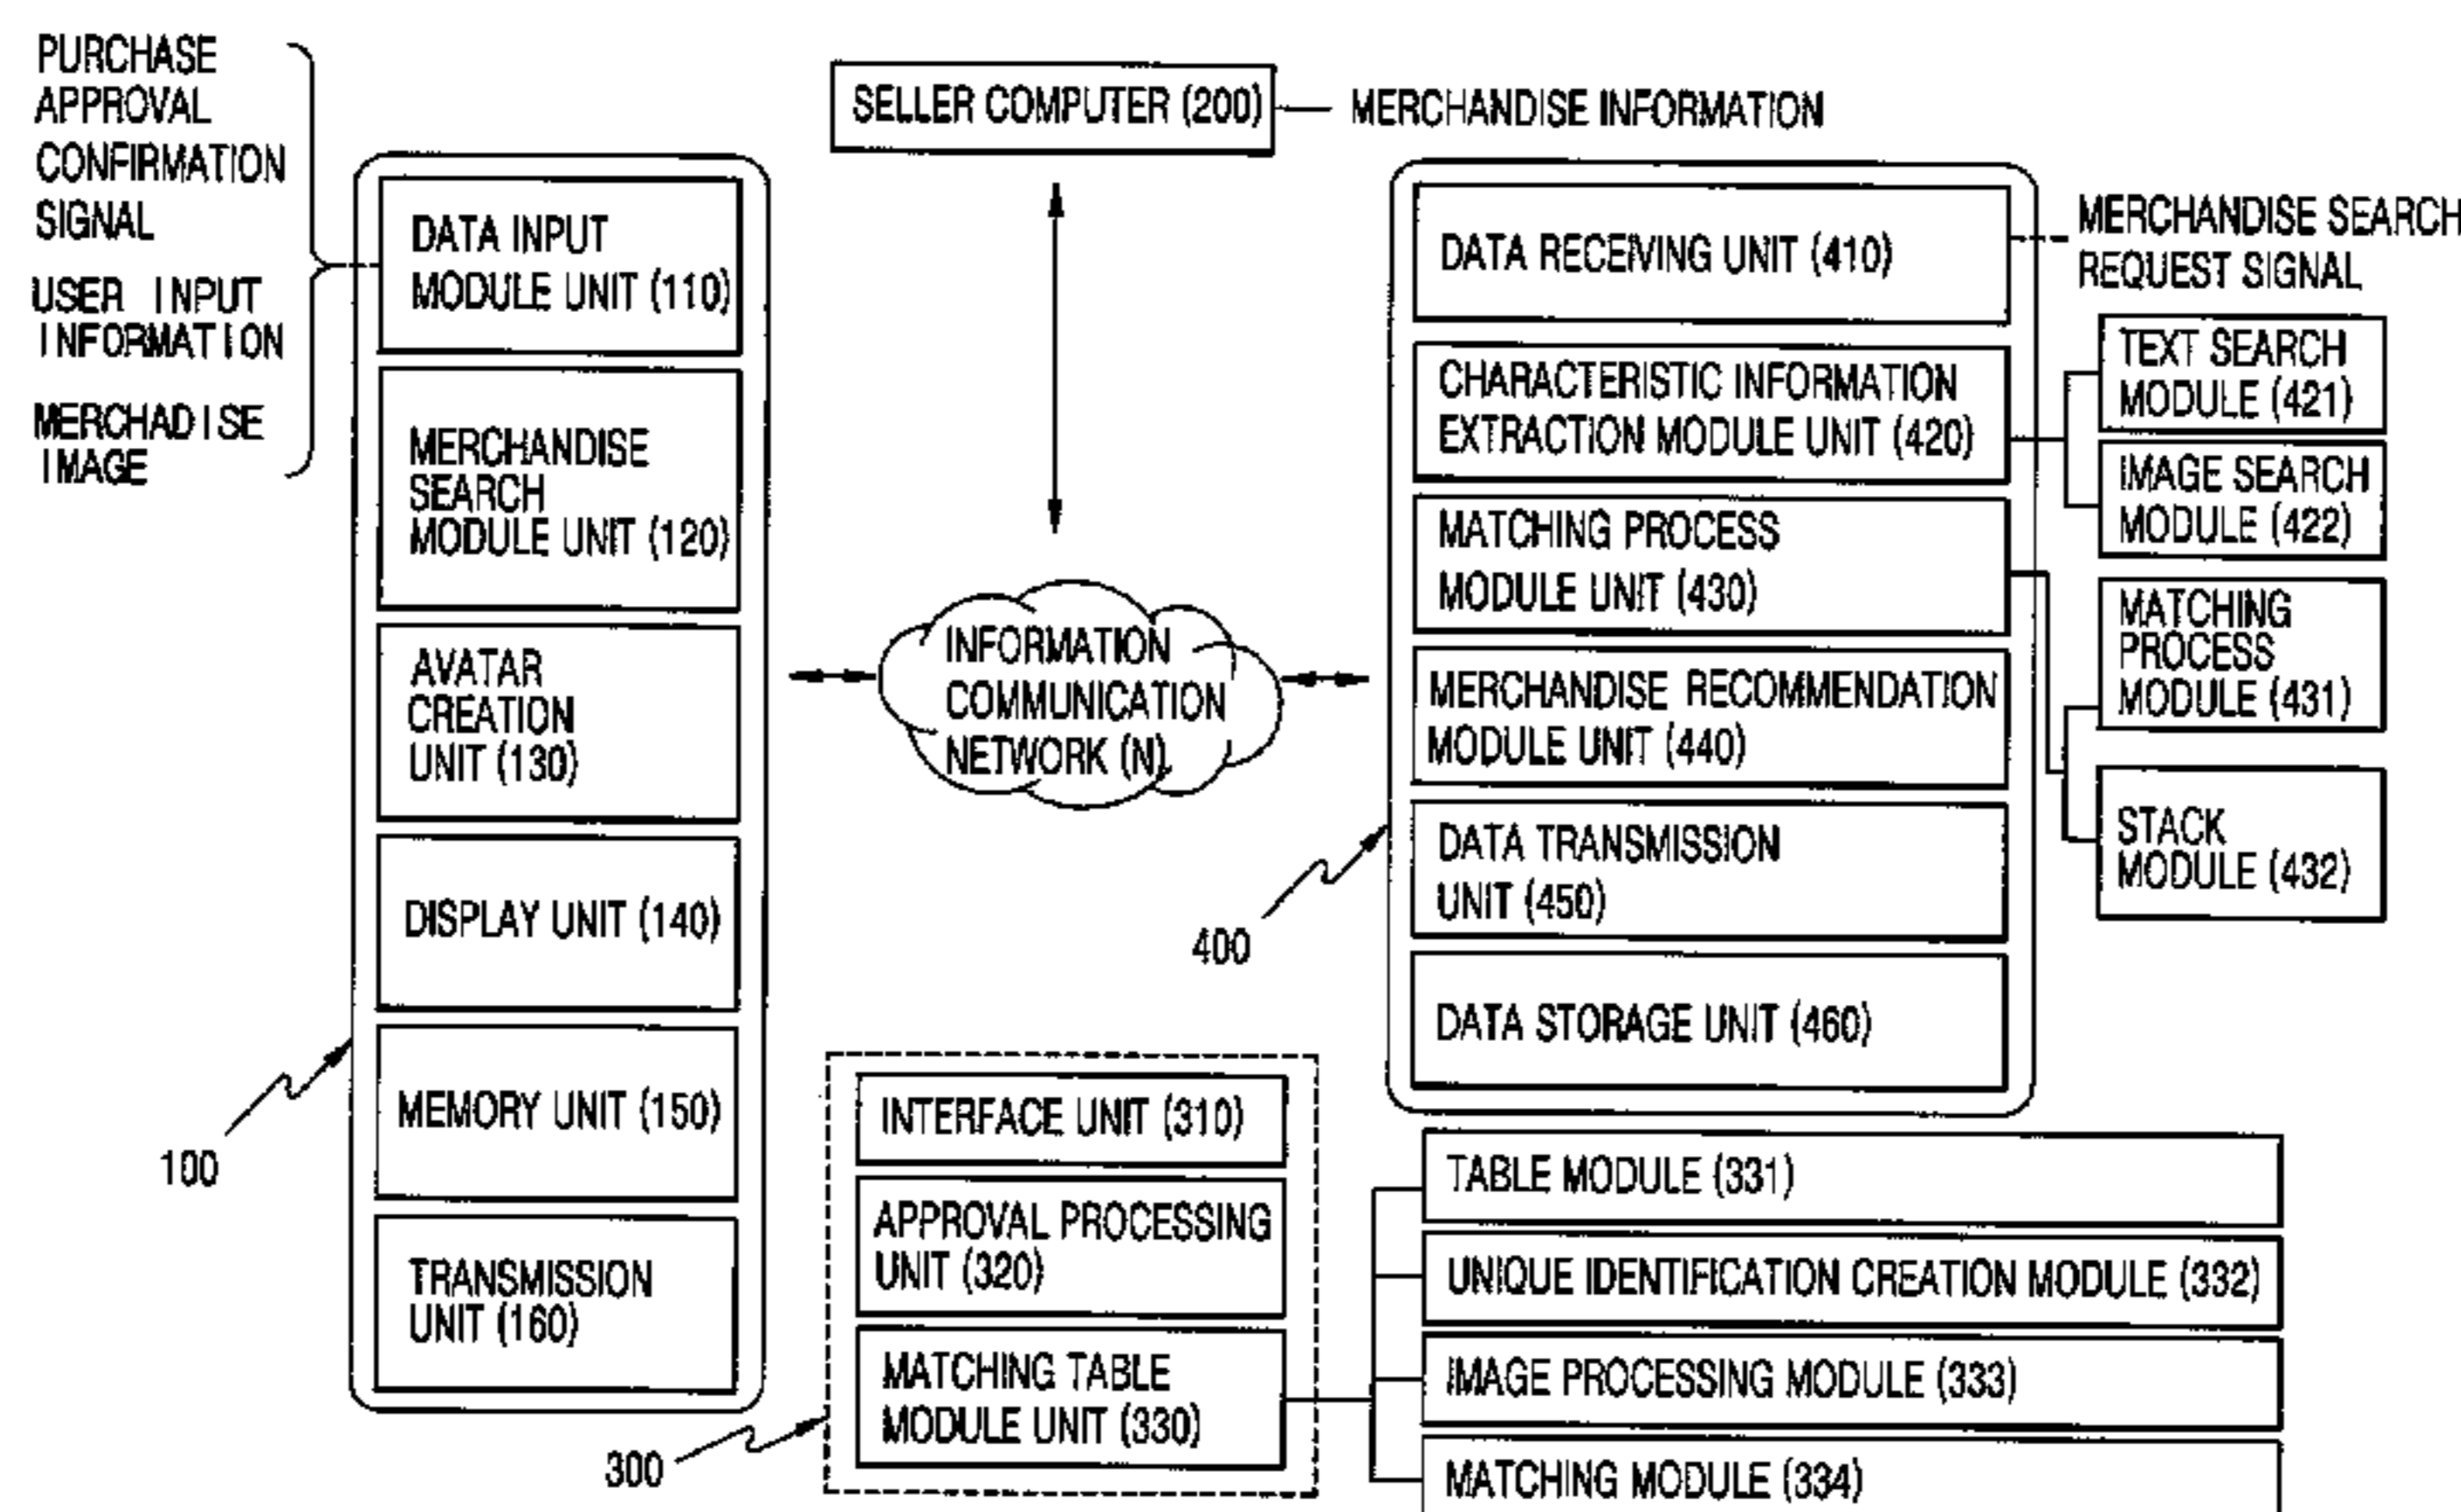 PURCHASE
APPROVAL
CONFIRMATION
SIGNAL
USER INPUT
INFORMATION
MERCHADISE
IMAGE
DATA INPUT
MODULE UNIT (110)
MERCHANDISE
SEARCH
MODULE UNIT (120)
AVATAR
CREATION
UNIT (130)
DISPLAY UNIT (140)
MEMORY UNIT (150)
TRANSMISSION
UNIT (160)
100
SELLER COMPUTER (200)
MERCHANDISE INFORMATION
INFORMATION
COMMUNICATION
NETWORK (N)
DATA RECEIVING UNIT (410)
MERCHANDISE SEARCH
REQUEST SIGNAL
CHARACTERISTIC INFORMATION
EXTRACTION MODULE UNIT (420)
TEXT SEARCH
MODULE (421)
IMAGE SEARCH
MODULE (422)
MATCHING PROCESS
MODULE UNIT (430)
MATCHING
PROCESS
MODULE (431)
STACK
MODULE (432)
MERCHANDISE RECOMMENDATION
MODULE UNIT (440)
DATA TRANSMISSION
UNIT (450)
DATA STORAGE UNIT (460)
400
INTERFACE UNIT (310)
APPROVAL PROCESSING
UNIT (320)
MATCHING TABLE
MODULE UNIT (330)
300
TABLE MODULE (331)
UNIQUE IDENTIFICATION CREATION MODULE (332)
IMAGE PROCESSING MODULE (333)
MATCHING MODULE (334)